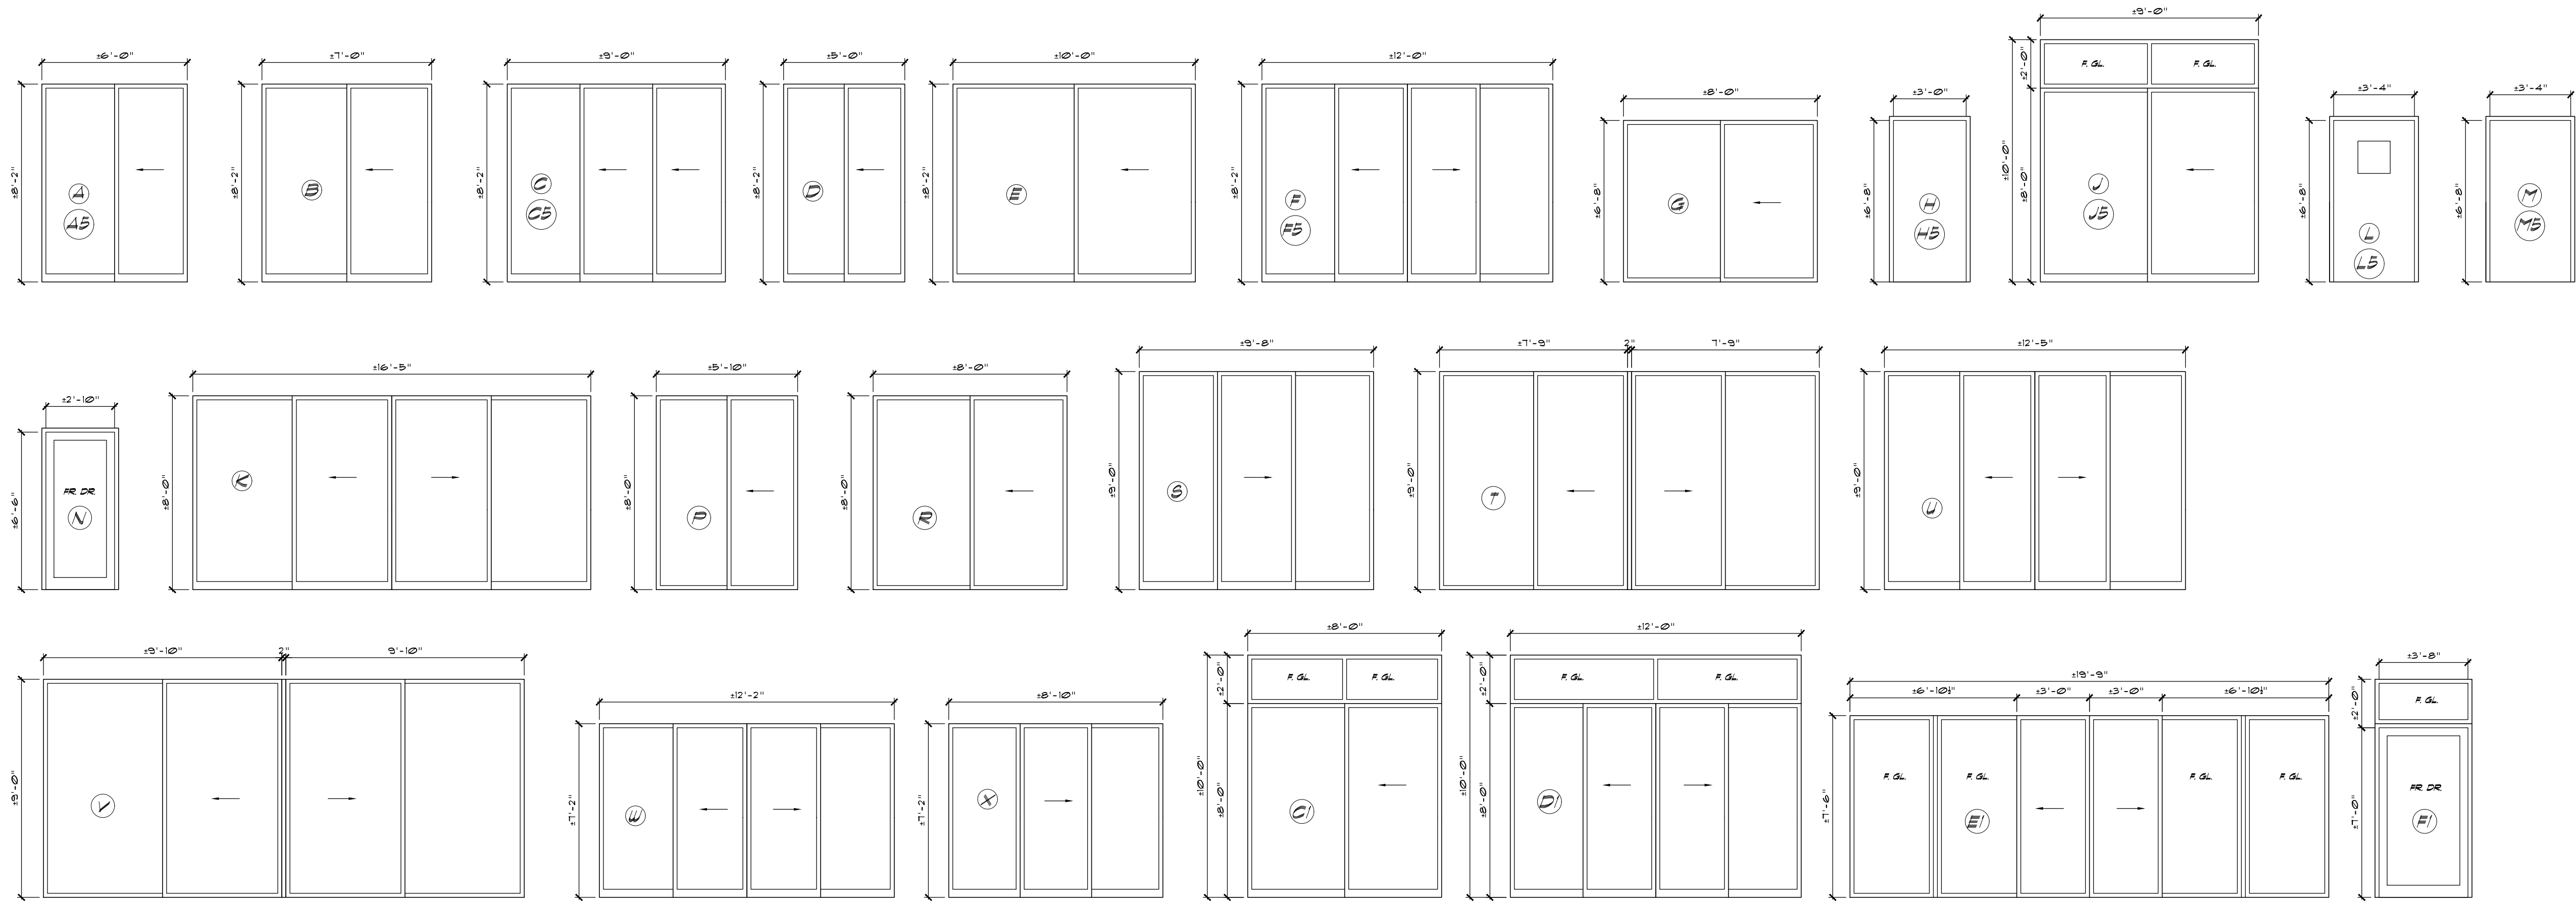 ±6'-0"
±8'-2"
A
A5
±7'-0"
±8'-2"
B
±9'-0"
±8'-2"
C
C5
±5'-0"
±8'-2"
D
±10'-0"
±8'-2"
E
±12'-0"
±8'-2"
F
F5
±8'-0"
±6'-8"
G
±3'-0"
±6'-8"
H
H5
±9'-0"
±10'-0"
±2'-0"
±8'-0"
F. GL.
F. GL.
J
J5
±3'-4"
±6'-8"
L
L5
±3'-4"
±6'-8"
M
M5
±2'-10"
±6'-6"
FR. DR.
N
±16'-5"
±8'-0"
K
±5'-10"
±8'-0"
P
±8'-0"
±8'-0"
R
±9'-8"
±9'-0"
S
±7'-9"
2"
7'-9"
±9'-0"
T
±12'-5"
±9'-0"
U
±9'-10"
2"
9'-10"
±9'-0"
V
±12'-2"
±7'-2"
W
±8'-10"
±7'-2"
X
±8'-0"
±10'-0"
±2'-0"
±8'-0"
F. GL.
F. GL.
C1
±12'-0"
±10'-0"
±2'-0"
±8'-0"
F. GL.
F. GL.
D1
±19'-9"
±6'-10½"
±3'-0"
±3'-0"
±6'-10½"
±7'-6"
F. GL.
F. GL.
F. GL.
F. GL.
E1
±3'-8"
±2'-0"
±7'-0"
F. GL.
FR. DR.
F1